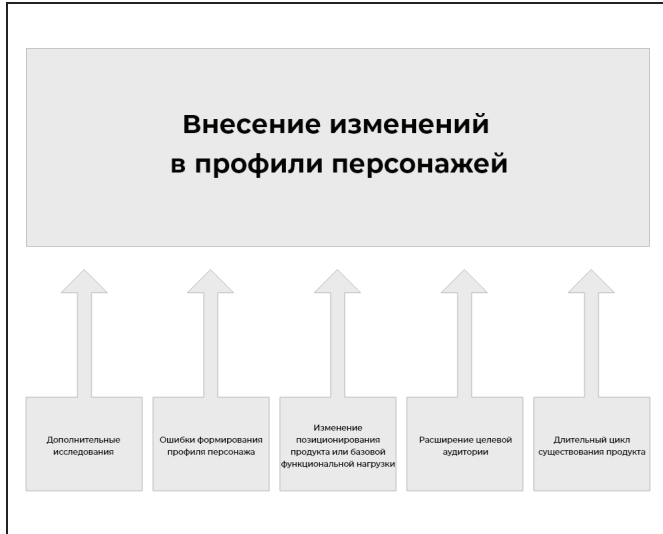 Внесение изменений
в профили персонажей
Дополнительные
исследования
Ошибки формирования
профиля персонажа
Изменение
позиционирования
продукта или базовой
функциональной нагрузки
Расширение целевой
аудитории
Длительный цикл
существования продукта